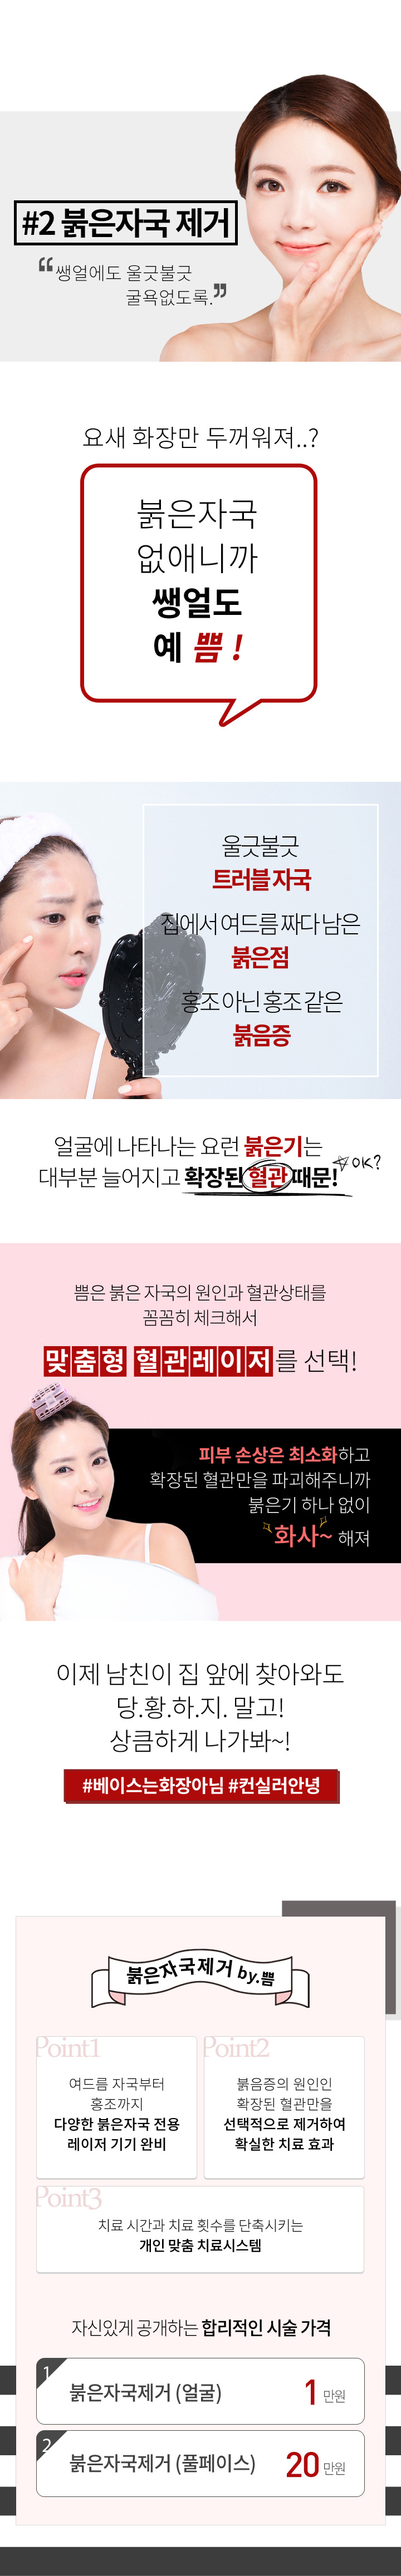 #2 붉은자국 제거
“ 쌩얼에도 울긋불긋
굴욕없도록. ”
요새 화장만 두꺼워져..?
붉은자국
없애니까
쌩얼도
예 쁨 !
울긋불긋
트러블 자국
집에서 여드름 짜다 남은
붉은점
홍조 아닌 홍조 같은
붉음증
얼굴에 나타나는 요런 붉은기는
대부분 늘어지고 확장된 혈관 때문!
OK?
쁨은 붉은 자국의 원인과 혈관상태를
꼼꼼히 체크해서
맞춤형 혈관레이저를 선택!
피부 손상은 최소화하고
확장된 혈관만을 파괴해주니까
붉은기 하나 없이
화사~ 해져
이제 남친이 집 앞에 찾아와도
당.황.하.지. 말고!
상큼하게 나가봐~!
#베이스는화장아님 #컨실러안녕
붉은자국제거 by.쁨
Point1
여드름 자국부터
홍조까지
다양한 붉은자국 전용
레이저 기기 완비
Point2
붉음증의 원인인
확장된 혈관만을
선택적으로 제거하여
확실한 치료 효과
Point3
치료 시간과 치료 횟수를 단축시키는
개인 맞춤 치료시스템
자신있게 공개하는 합리적인 시술 가격
1
붉은자국제거 (얼굴) 1 만원
2
붉은자국제거 (풀페이스) 20 만원